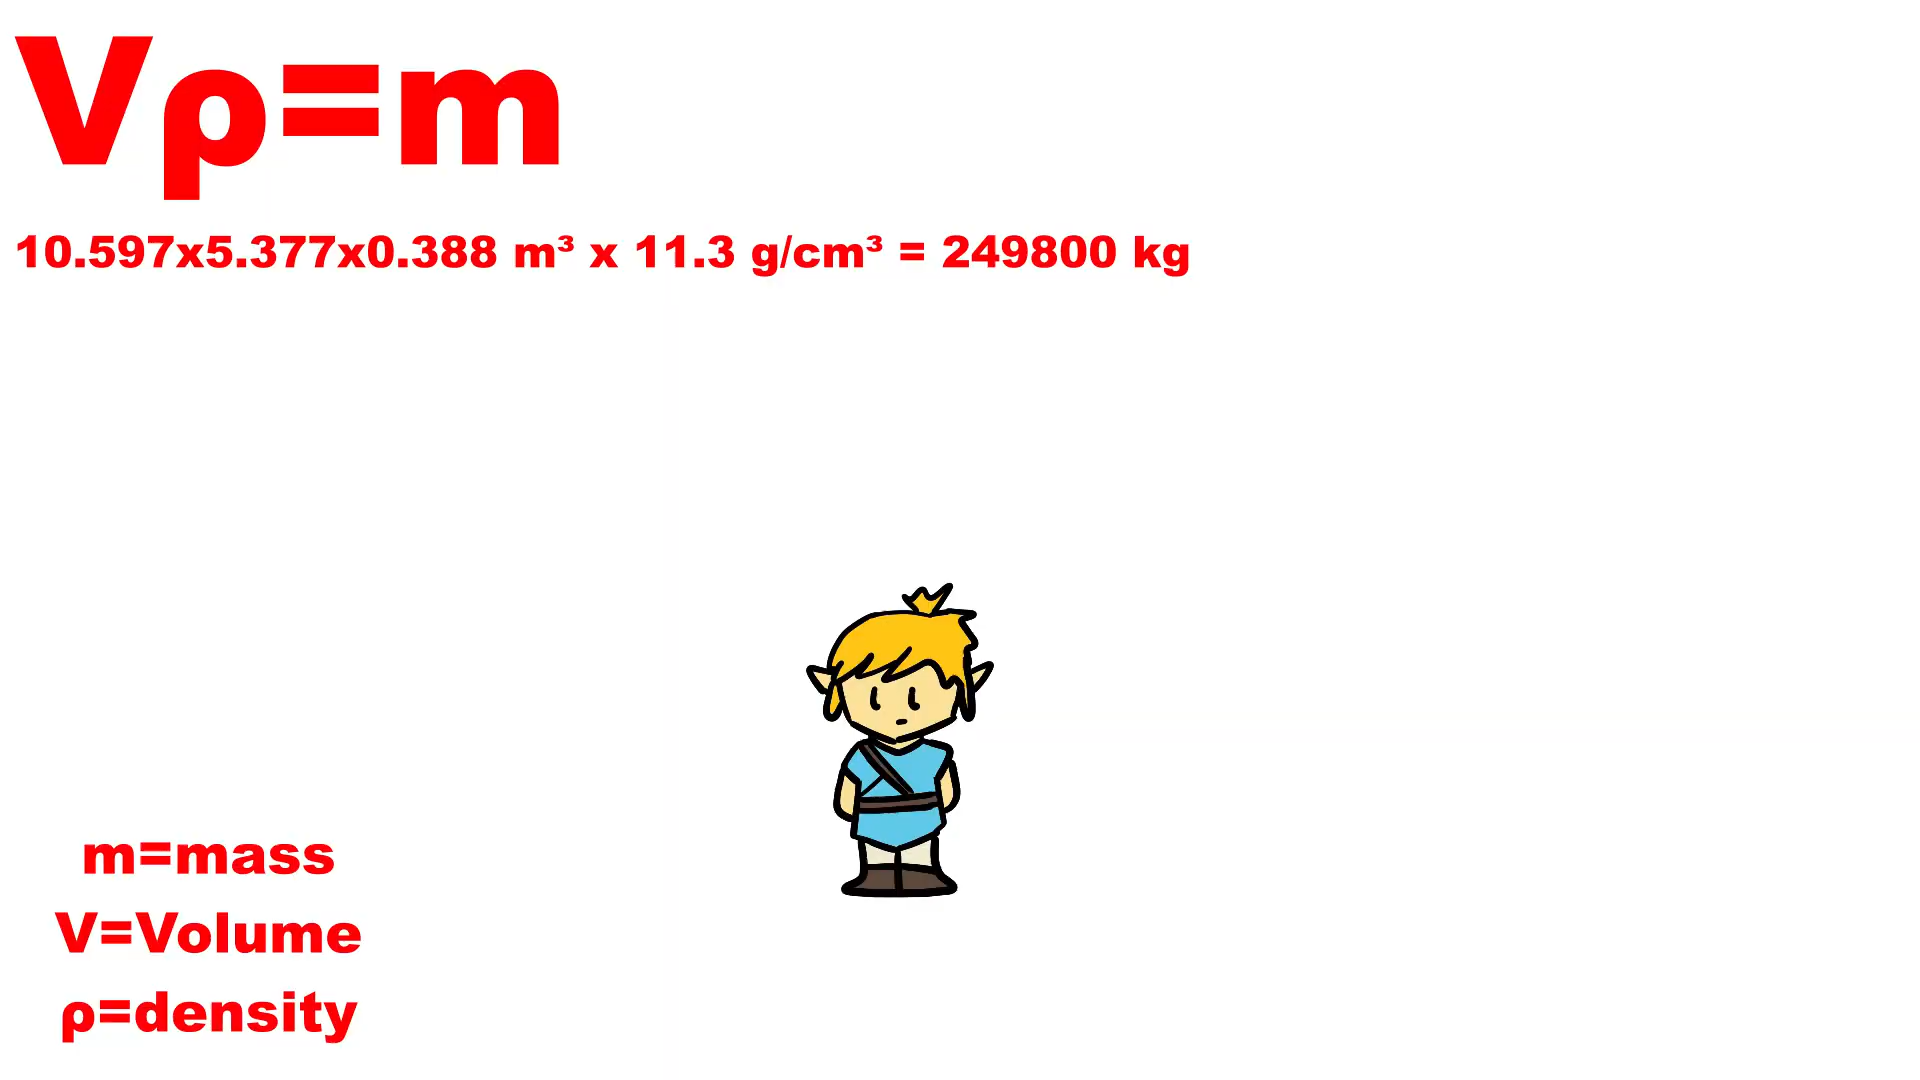 Vρ=m
10.597x5.377x0.388 m³ x 11.3 g/cm³ = 249800 kg
m=mass
V=Volume
ρ=density